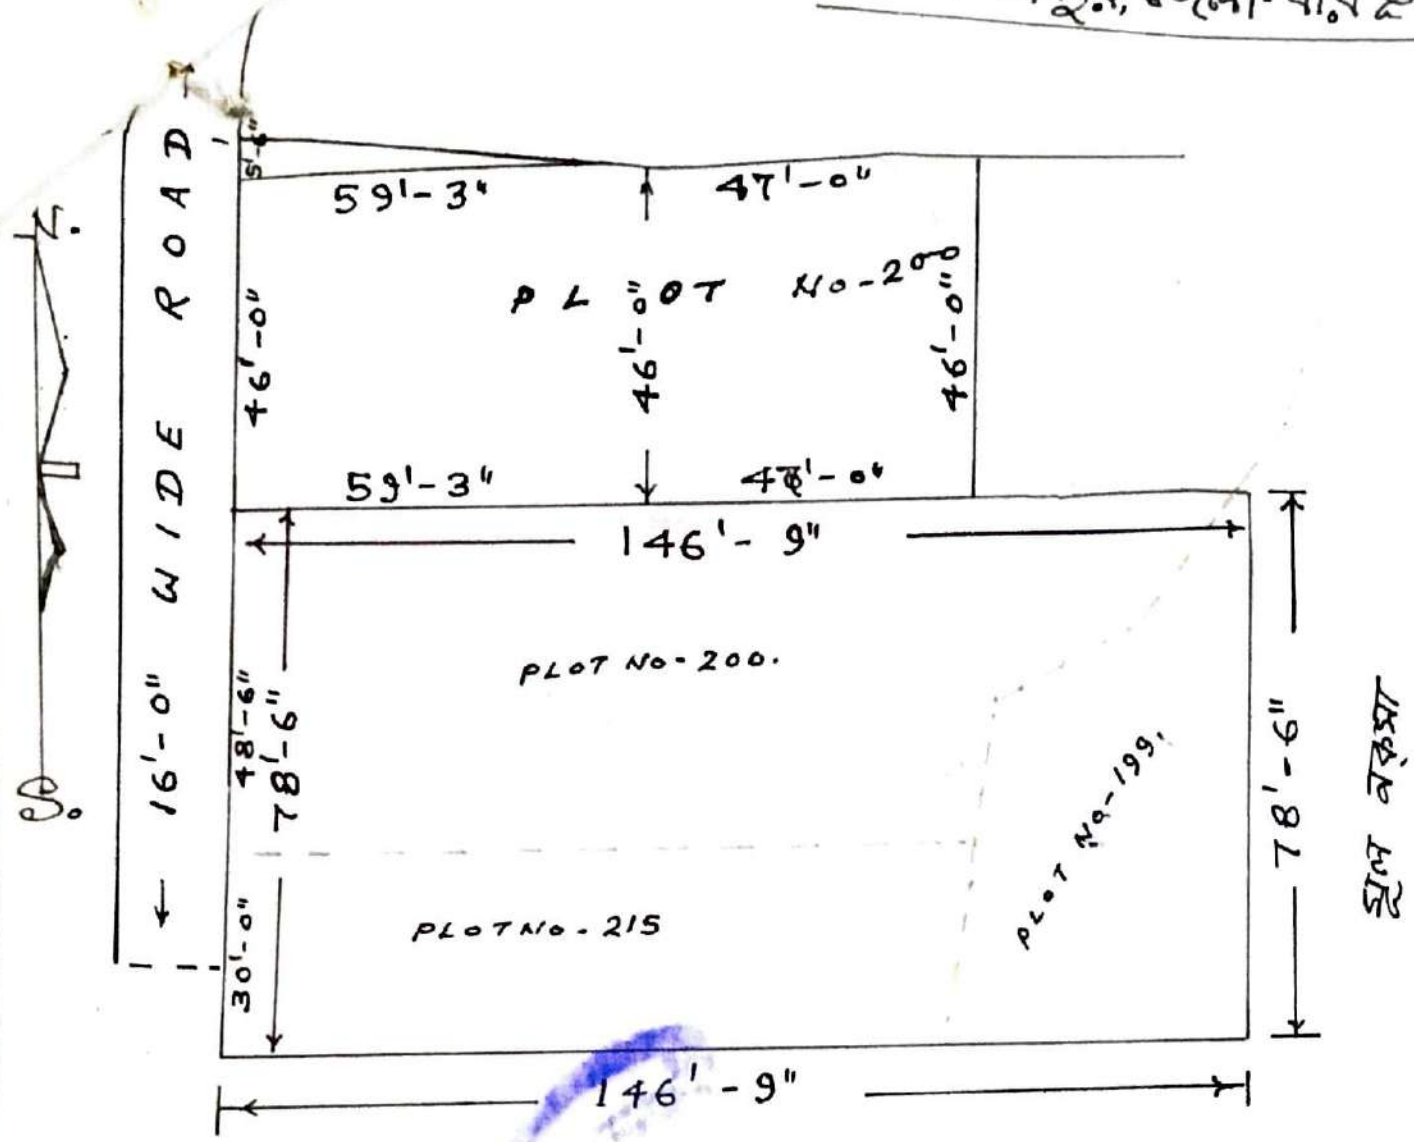 N.
S.
16'-0" WIDE ROAD
5'-6"
59'-3"
47'-0"
PLOT No-200
46'-0"
46'-0"
46'-0"
59'-3"
146'-9"
PLOT No-200.
48'-6"
78'-6"
78'-6"
PLOT No-199.
PLOT No-215
30'-0"
146'-9"